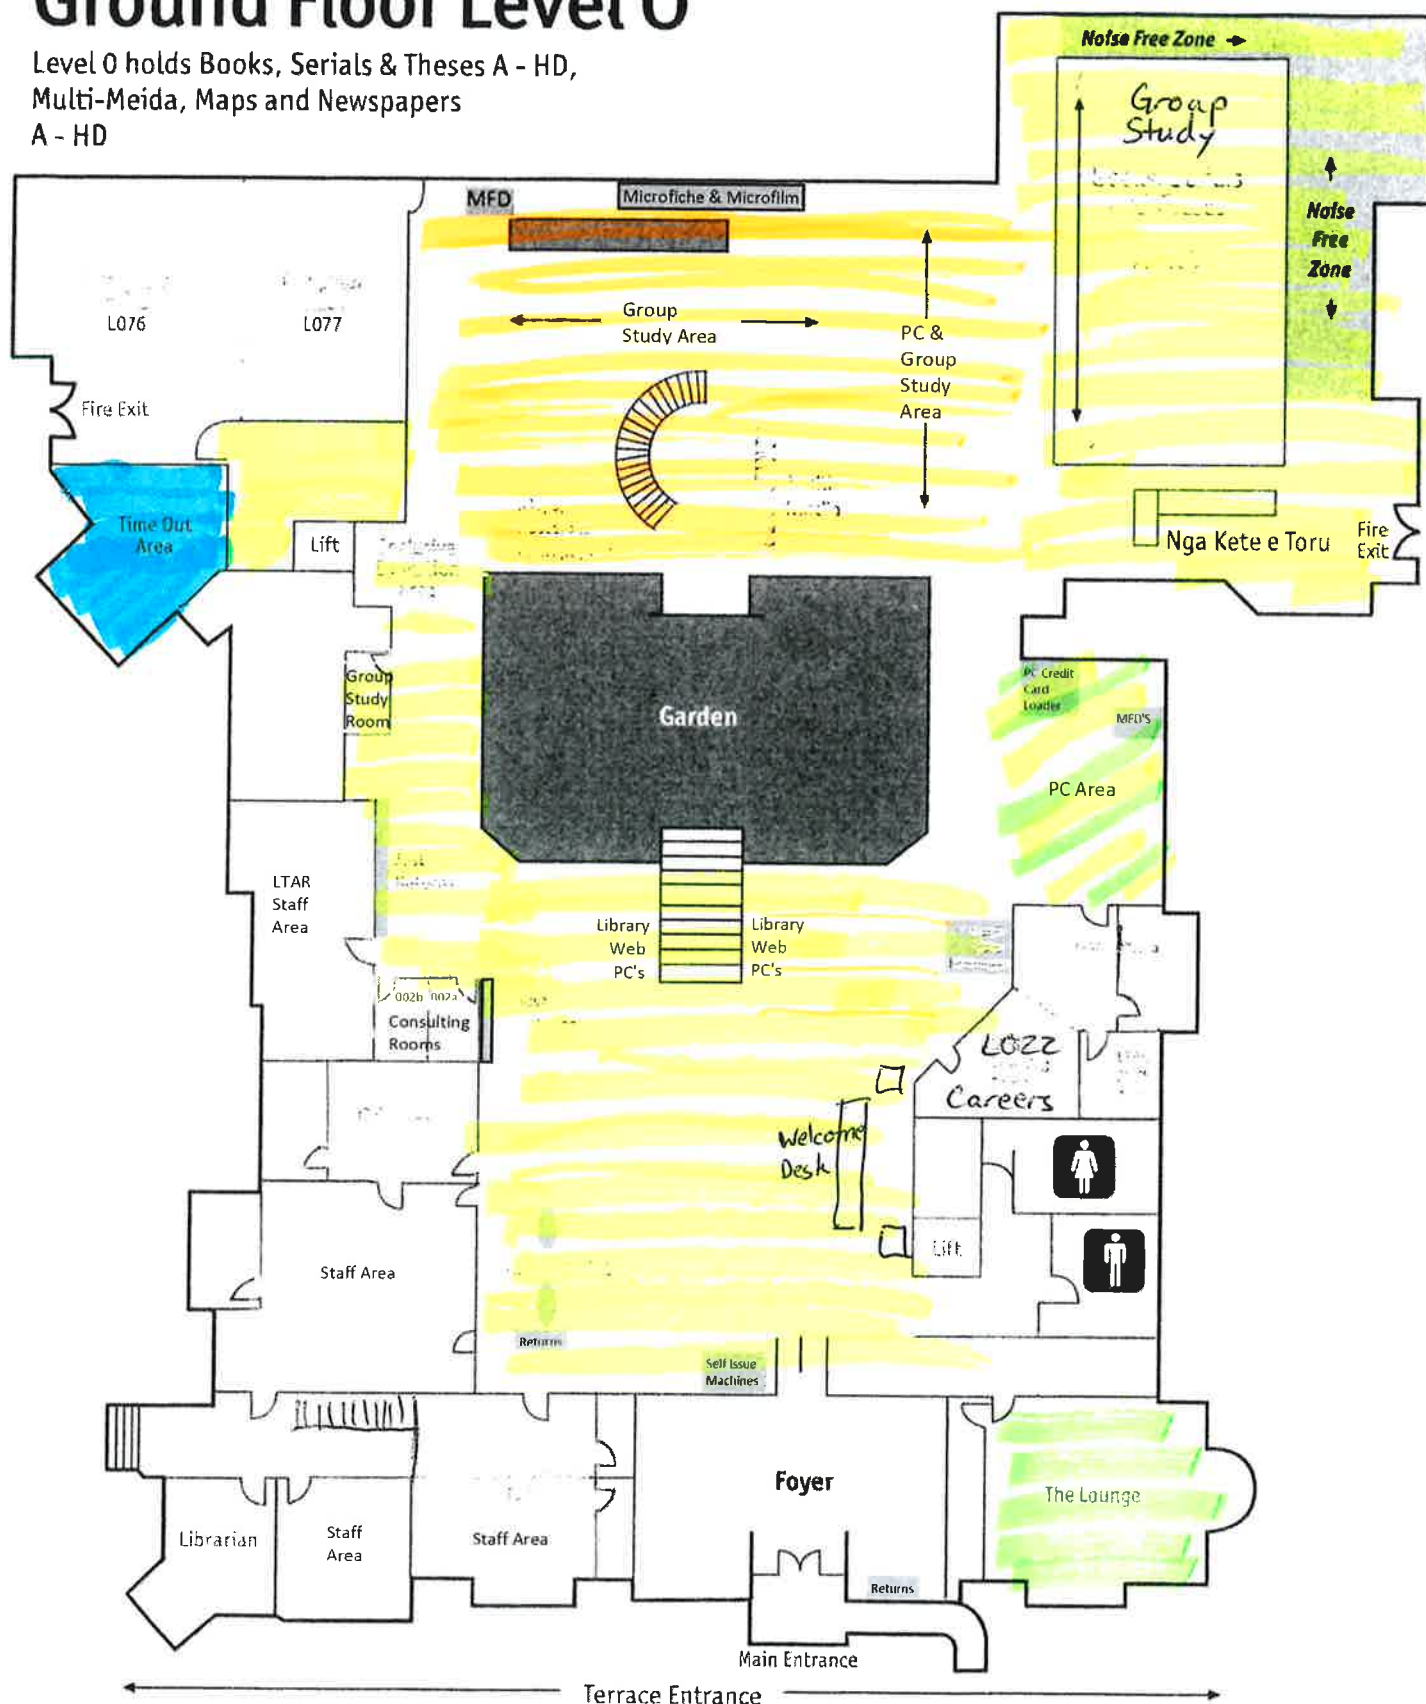 Ground Floor Level 0
Level 0 holds Books, Serials & Theses A - HD,
Multi-Meida, Maps and Newspapers
A - HD
Noise Free Zone
Group
Study
Noise
Free
Zone
MFD
Microfiche & Microfilm
L076
L077
Group
Study Area
PC &
Group
Study
Area
Fire Exit
Time Out
Area
Lift
Nga Kete e Toru
Fire
Exit
Group
Study
Room
Garden
PC Credit
Card
Loader
MFD'S
PC Area
LTAR
Staff
Area
Library
Web
PC's
Library
Web
PC's
002b 002a
Consulting
Rooms
L022
Careers
Welcome
Desk
Lift
Staff Area
Returns
Self Issue
Machines
Foyer
The Lounge
Librarian
Staff
Area
Staff Area
Returns
Main Entrance
Terrace Entrance